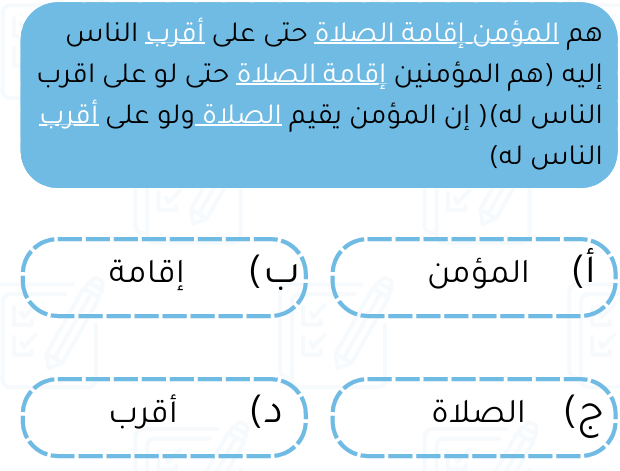 هم المؤمن إقامة الصلاة حتى على أقرب الناس
إليه (هم المؤمنين إقامة الصلاة حتى لو على اقرب
الناس له)( إن المؤمن يقيم الصلاة ولو على أقرب
الناس له)
أ) المؤمن
ب) إقامة
ج) الصلاة
د) أقرب